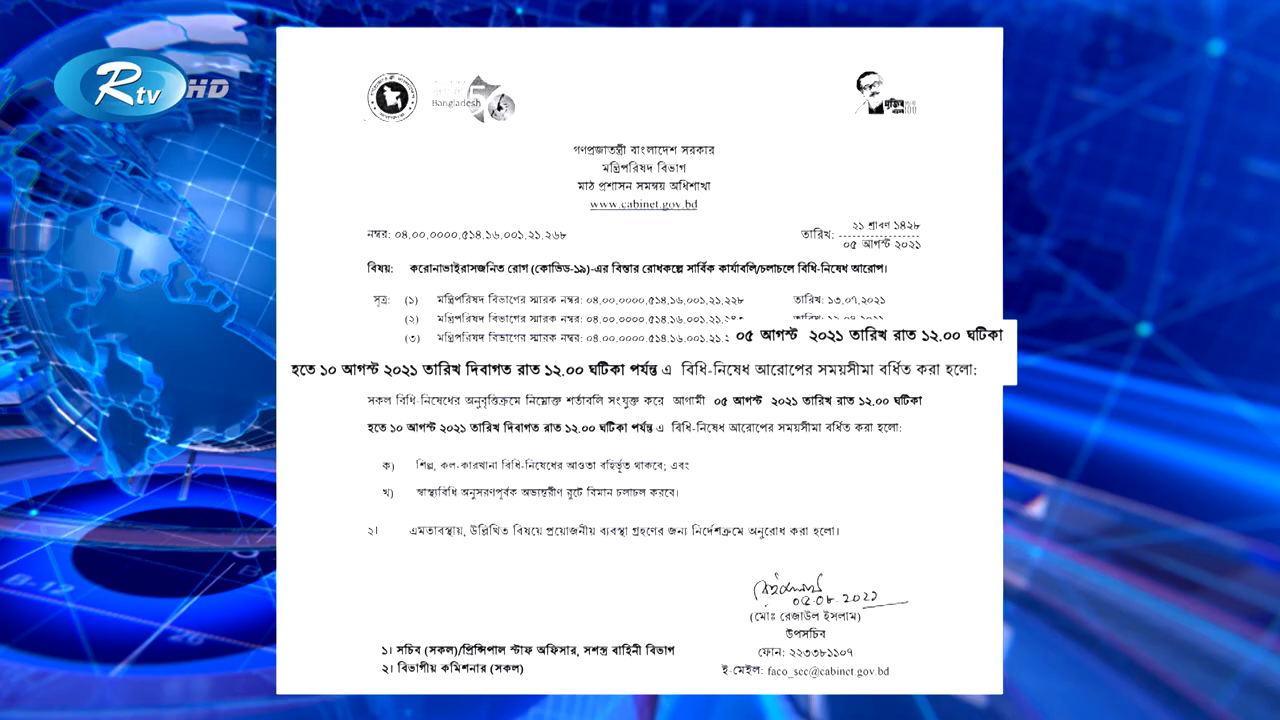 Rtv HD
Bangladesh 50
মুজিব
100
গণপ্রজাতন্ত্রী বাংলাদেশ সরকার
মন্ত্রিপরিষদ বিভাগ
মাঠ প্রশাসন সমন্বয় অধিশাখা
www.cabinet.gov.bd
নম্বর: ০৪.০০.০০০০.৫১৪.১৬.০০১.২১.২৬৮
তারিখ: ২১ শ্রাবণ ১৪২৮
০৫ আগস্ট ২০২১
বিষয়: করোনাভাইরাসজনিত রোগ (কোভিড-১৯)-এর বিস্তার রোধকল্পে সার্বিক কার্যাবলি/চলাচলে বিধি-নিষেধ আরোপ।
সূত্র: (১) মন্ত্রিপরিষদ বিভাগের স্মারক নম্বর: ০৪.০০.০০০০.৫১৪.১৬.০০১.২১.২২৮ তারিখ: ১৩.০৭.২০২১
(২) মন্ত্রিপরিষদ বিভাগের স্মারক নম্বর: ০৪.০০.০০০০.৫১৪.১৬.০০১.২১
(৩) মন্ত্রিপরিষদ বিভাগের স্মারক নম্বর: ০৪.০০.০০০০.৫১৪.১৬.০০১.২১.২
০৫ আগস্ট ২০২১ তারিখ রাত ১২.০০ ঘটিকা
হতে ১০ আগস্ট ২০২১ তারিখ দিবাগত রাত ১২.০০ ঘটিকা পর্যন্ত এ বিধি-নিষেধ আরোপের সময়সীমা বর্ধিত করা হলো:
সকল বিধি-নিষেধের অনুবৃত্তিক্রমে নিম্নোক্ত শর্তাবলি সংযুক্ত করে আগামী ০৫ আগস্ট ২০২১ তারিখ রাত ১২.০০ ঘটিকা
হতে ১০ আগস্ট ২০২১ তারিখ দিবাগত রাত ১২.০০ ঘটিকা পর্যন্ত এ বিধি-নিষেধ আরোপের সময়সীমা বর্ধিত করা হলো:
ক) শিল্প, কল-কারখানা বিধি-নিষেধের আওতা বহির্ভূত থাকবে; এবং
খ) স্বাস্থ্যবিধি অনুসরণপূর্বক অভ্যন্তরীণ রুটে বিমান চলাচল করবে।
২। এমতাবস্থায়, উল্লিখিত বিষয়ে প্রয়োজনীয় ব্যবস্থা গ্রহণের জন্য নির্দেশক্রমে অনুরোধ করা হলো।
০৫.০৮.২০২১
(মোঃ রেজাউল ইসলাম)
উপসচিব
ফোন: ২২৩৩৮১১০৭
ই-মেইল: faco_scc@cabinet.gov.bd
১। সচিব (সকল)/প্রিন্সিপাল স্টাফ অফিসার, সশস্ত্র বাহিনী বিভাগ
২। বিভাগীয় কমিশনার (সকল)